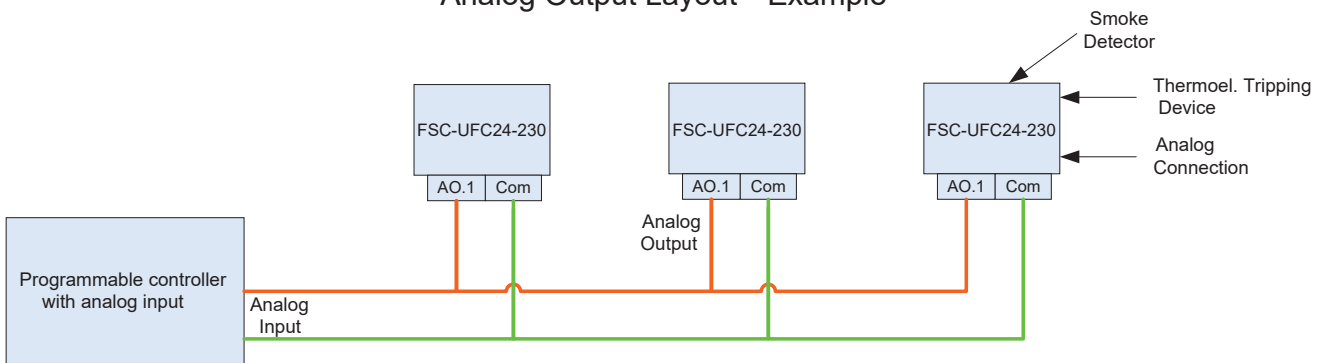 Analog Output Layout - Example
Smoke
Detector
Thermoel. Tripping
Device
Analog
Connection
FSC-UFC24-230
AO.1 Com
FSC-UFC24-230
AO.1 Com
FSC-UFC24-230
AO.1 Com
Analog
Output
Programmable controller
with analog input
Analog
Input